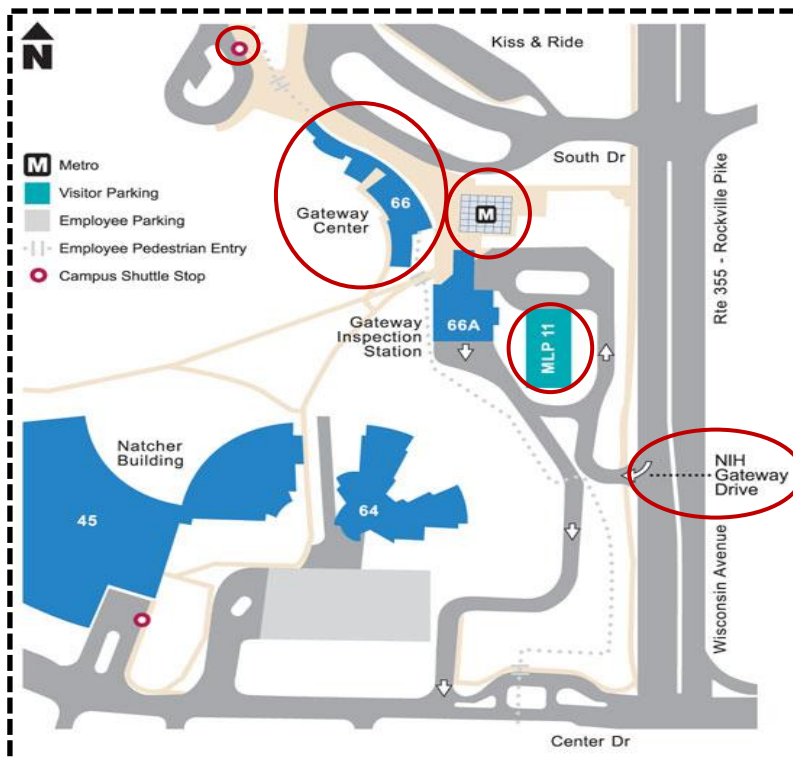 N
Kiss & Ride
South Dr
M Metro
Visitor Parking
Employee Parking
Employee Pedestrian Entry
Campus Shuttle Stop
Gateway
Center
66
M
Rte 355 - Rockville Pike
Gateway
Inspection
Station
66A
MLP 11
Natcher
Building
45
64
NIH
Gateway
Drive
Wisconsin Avenue
Center Dr